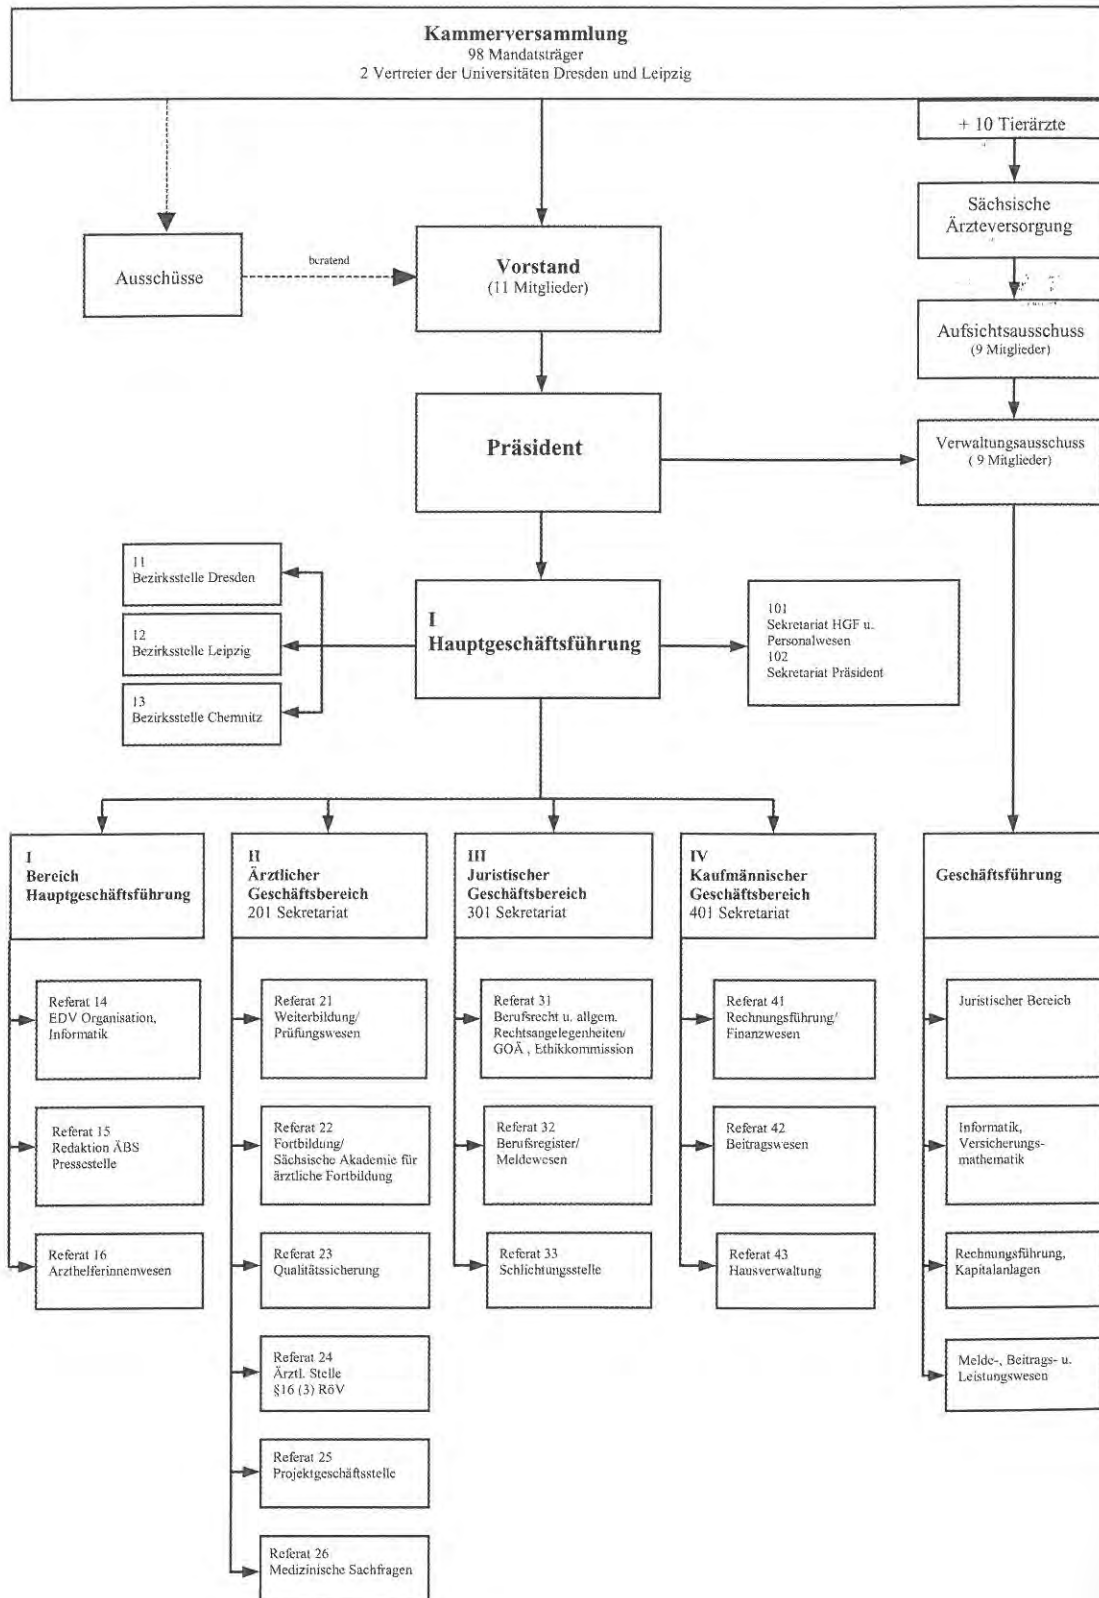 Kammerversammlung
98 Mandatsträger
2 Vertreter der Universitäten Dresden und Leipzig
+ 10 Tierärzte
Sächsische
Ärzteversorgung
Ausschüsse
beratend
Vorstand
(11 Mitglieder)
Aufsichtsausschuss
(9 Mitglieder)
Präsident
Verwaltungsausschuss
( 9 Mitglieder)
11
Bezirksstelle Dresden
12
Bezirksstelle Leipzig
13
Bezirksstelle Chemnitz
I
Hauptgeschäftsführung
101
Sekretariat HGF u.
Personalwesen
102
Sekretariat Präsident
I
Bereich
Hauptgeschäftsführung
II
Ärztlicher
Geschäftsbereich
201 Sekretariat
III
Juristischer
Geschäftsbereich
301 Sekretariat
IV
Kaufmännischer
Geschäftsbereich
401 Sekretariat
Geschäftsführung
Referat 14
EDV Organisation,
Informatik
Referat 15
Redaktion ÄBS
Pressestelle
Referat 16
Arzthelferinnenwesen
Referat 21
Weiterbildung/
Prüfungswesen
Referat 22
Fortbildung/
Sächsische Akademie für
ärztliche Fortbildung
Referat 23
Qualitätssicherung
Referat 24
Ärztl. Stelle
§16 (3) RöV
Referat 25
Projektgeschäftsstelle
Referat 26
Medizinische Sachfragen
Referat 31
Berufsrecht u. allgem.
Rechtsangelegenheiten/
GOÄ , Ethikkommission
Referat 32
Berufsregister/
Meldewesen
Referat 33
Schlichtungsstelle
Referat 41
Rechnungsführung/
Finanzwesen
Referat 42
Beitragswesen
Referat 43
Hausverwaltung
Juristischer Bereich
Informatik,
Versicherungs-
mathematik
Rechnungsführung,
Kapitalanlagen
Melde-, Beitrags- u.
Leistungswesen